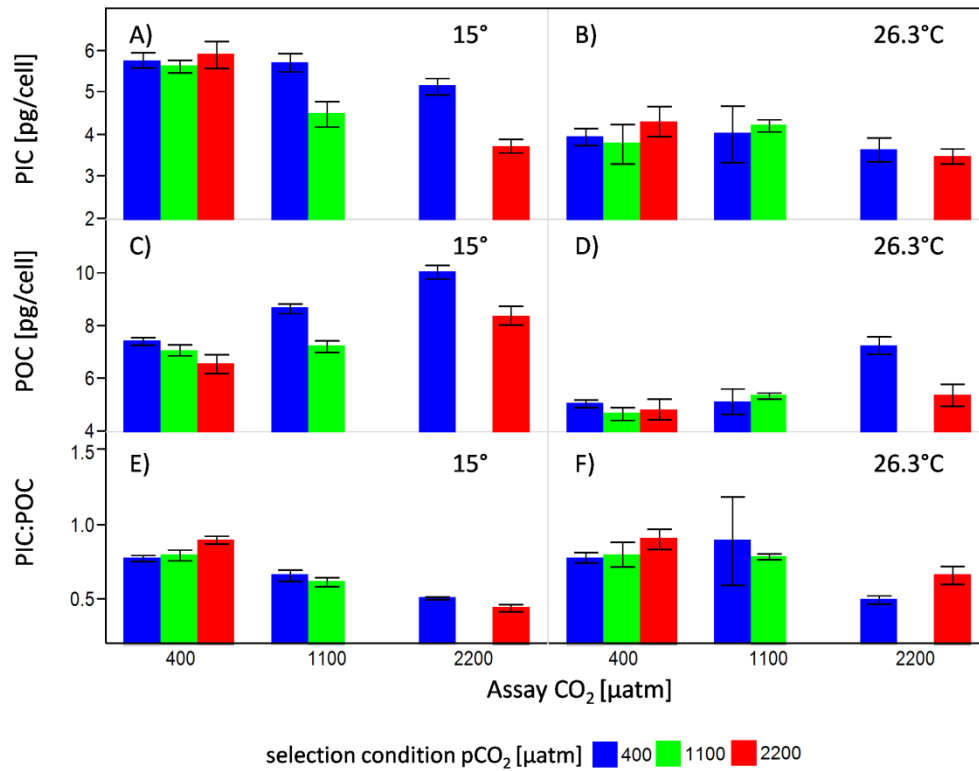 A) 15° B) 26.3°C
PIC [pg/cell]
6
5
4
3
2
C) 15° D) 26.3°C
POC [pg/cell]
10
8
6
4
E) 15° F) 26.3°C
PIC:POC
1.5
1.0
0.5
400 1100 2200 400 1100 2200
Assay CO₂ [µatm]
selection condition pCO₂ [µatm] 400 1100 2200